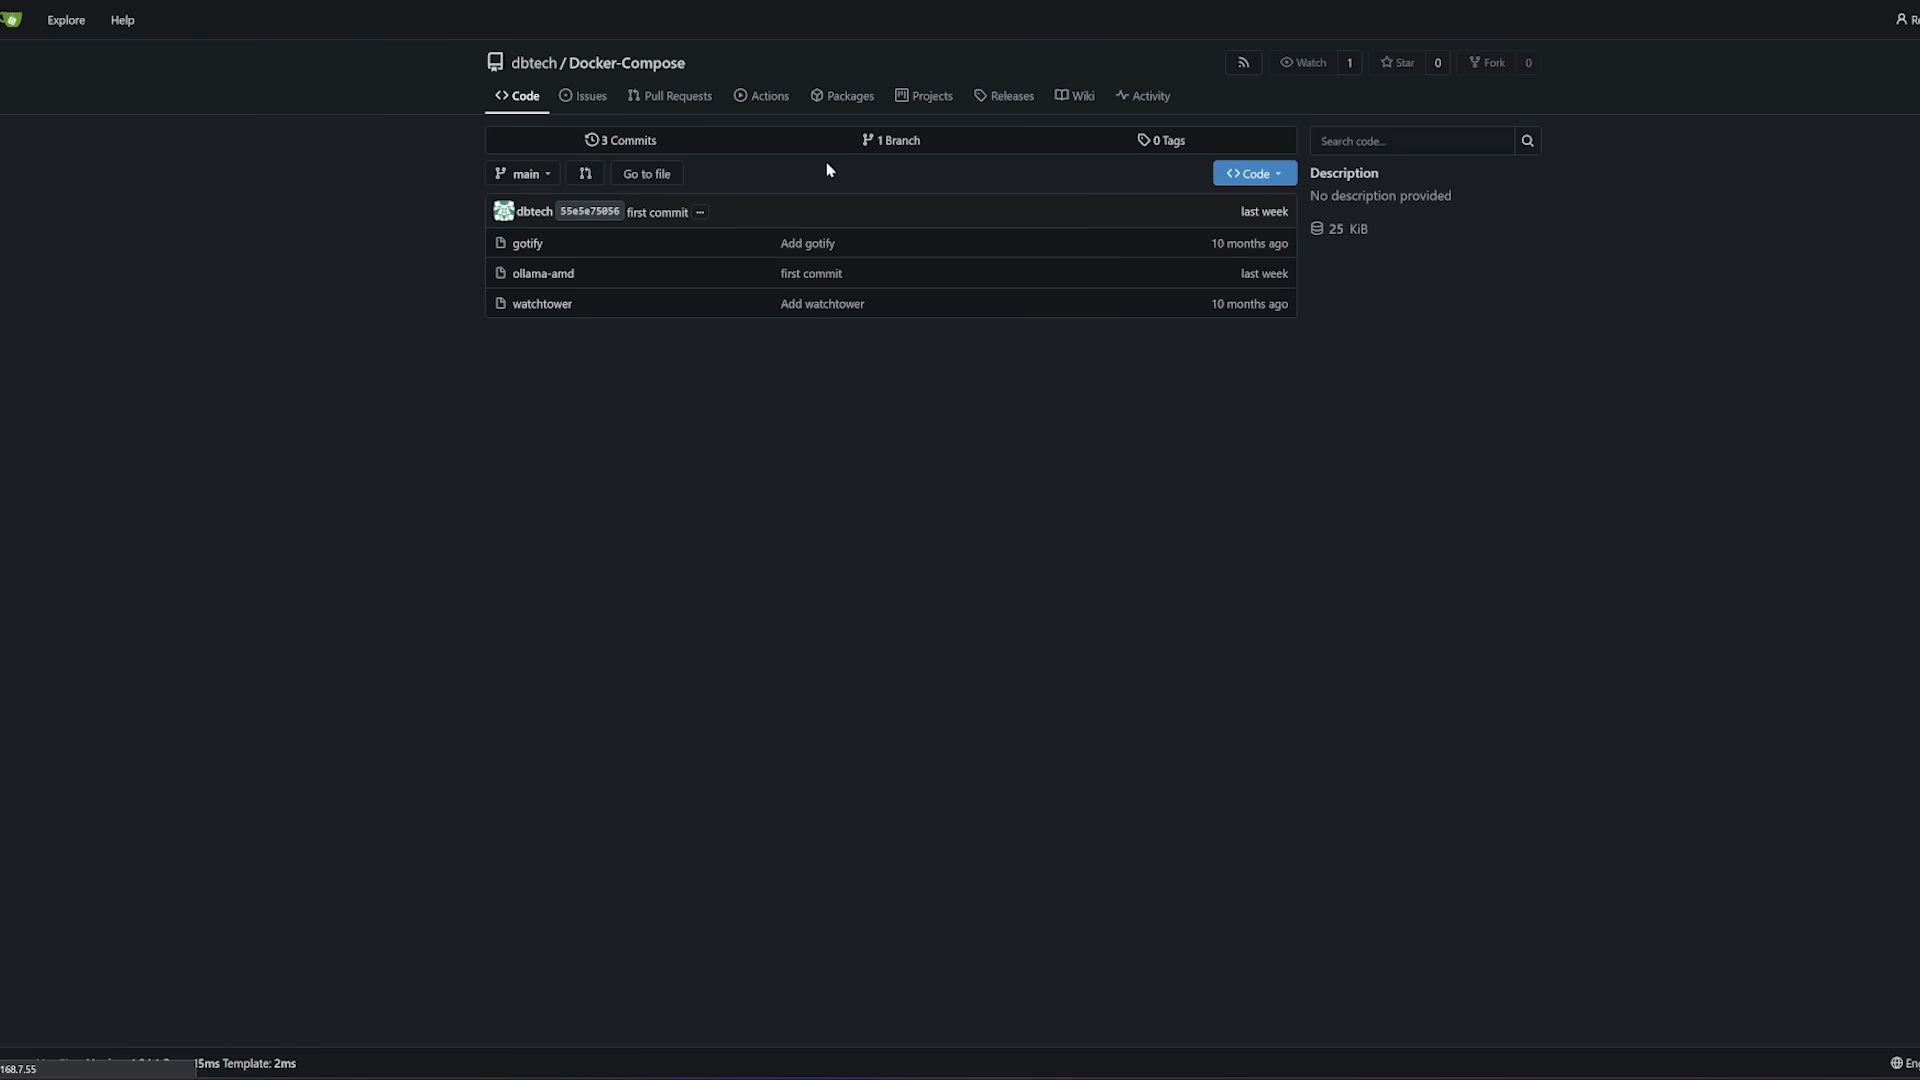 Explore Help
dbtech / Docker-Compose Watch 1 Star 0 Fork 0
Code Issues Pull Requests Actions Packages Projects Releases Wiki Activity
3 Commits 1 Branch 0 Tags Search code...
main Go to file Code Description
No description provided
dbtech 55e5e75056 first commit ... last week
25 KiB
gotify Add gotify 10 months ago
ollama-amd first commit last week
watchtower Add watchtower 10 months ago
Template: 2ms
168.7.55